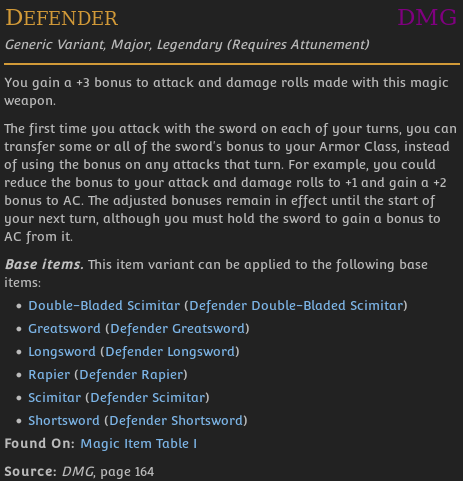 DEFENDER DMG
Generic Variant, Major, Legendary (Requires Attunement)
You gain a +3 bonus to attack and damage rolls made with this magic
weapon.
The first time you attack with the sword on each of your turns, you can
transfer some or all of the sword's bonus to your Armor Class, instead
of using the bonus on any attacks that turn. For example, you could
reduce the bonus to your attack and damage rolls to +1 and gain a +2
bonus to AC. The adjusted bonuses remain in effect until the start of
your next turn, although you must hold the sword to gain a bonus to
AC from it.
Base items. This item variant can be applied to the following base
items:
• Double-Bladed Scimitar (Defender Double-Bladed Scimitar)
• Greatsword (Defender Greatsword)
• Longsword (Defender Longsword)
• Rapier (Defender Rapier)
• Scimitar (Defender Scimitar)
• Shortsword (Defender Shortsword)
Found On: Magic Item Table I
Source: DMG, page 164